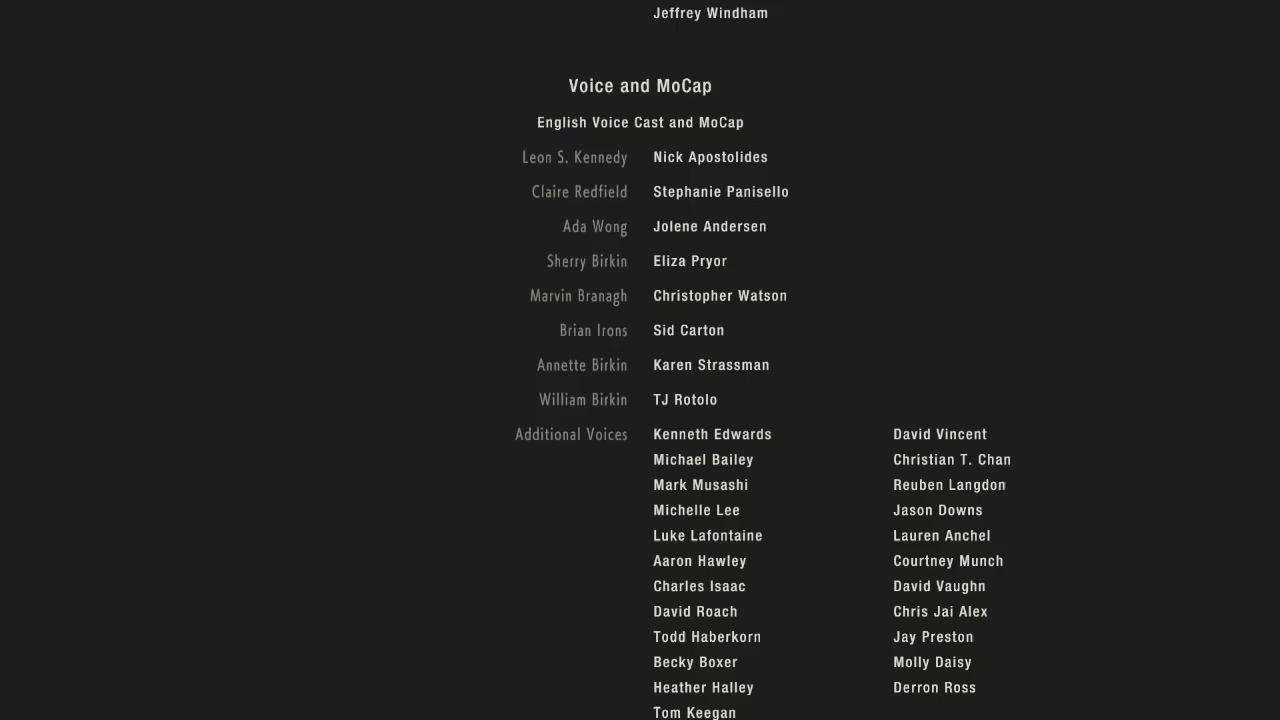 Jeffrey Windham
Voice and MoCap
English Voice Cast and MoCap
Leon S. Kennedy Nick Apostolides
Claire Redfield Stephanie Panisello
Ada Wong Jolene Andersen
Sherry Birkin Eliza Pryor
Marvin Branagh Christopher Watson
Brian Irons Sid Carton
Annette Birkin Karen Strassman
William Birkin TJ Rotolo
Additional Voices Kenneth Edwards David Vincent
Michael Bailey Christian T. Chan
Mark Musashi Reuben Langdon
Michelle Lee Jason Downs
Luke Lafontaine Lauren Anchel
Aaron Hawley Courtney Munch
Charles Isaac David Vaughn
David Roach Chris Jai Alex
Todd Haberkorn Jay Preston
Becky Boxer Molly Daisy
Heather Halley Derron Ross
Tom Keegan